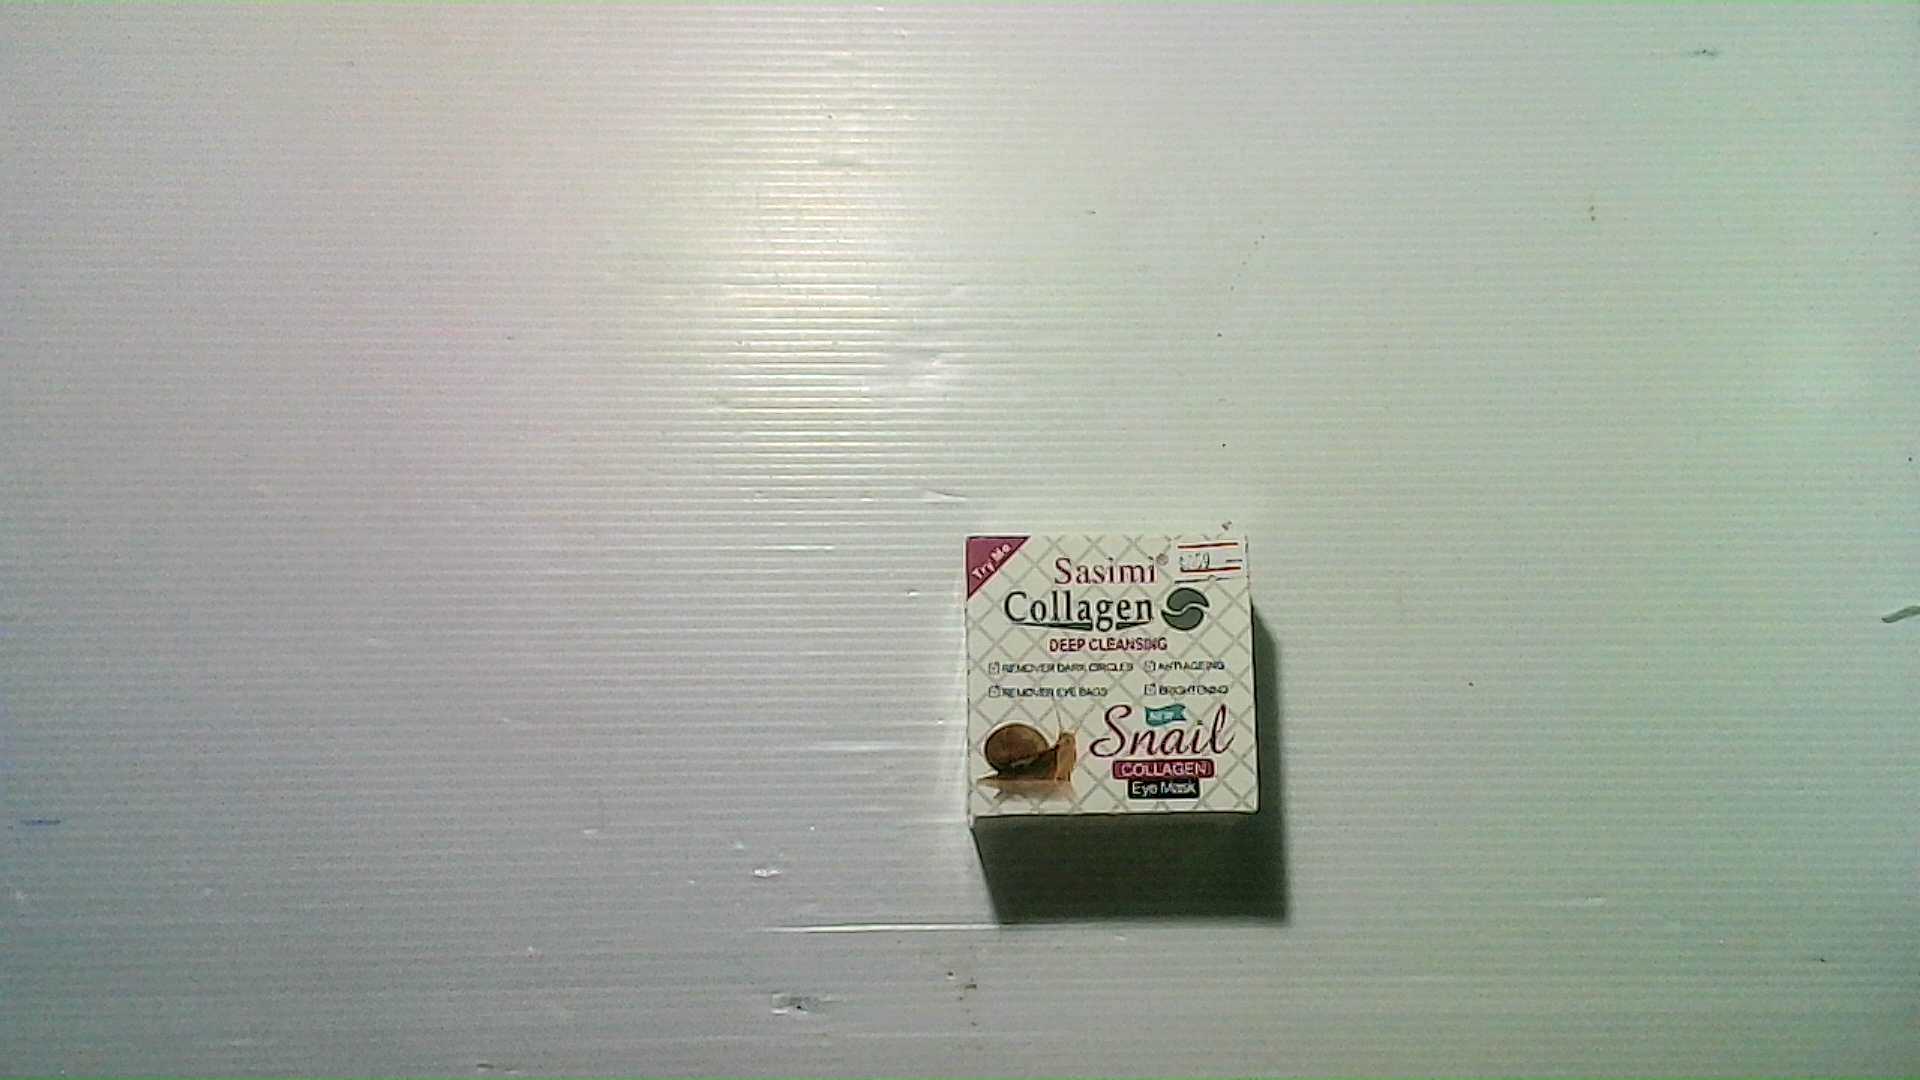 Try Me
Sasimi®
Collagen
DEEP CLEANSING
REMOVER DARK CIRCLES
ANTI AGEING
REMOVER EYE BAGS
BRIGHTENING
NEW
Snail
COLLAGEN
Eye Mask